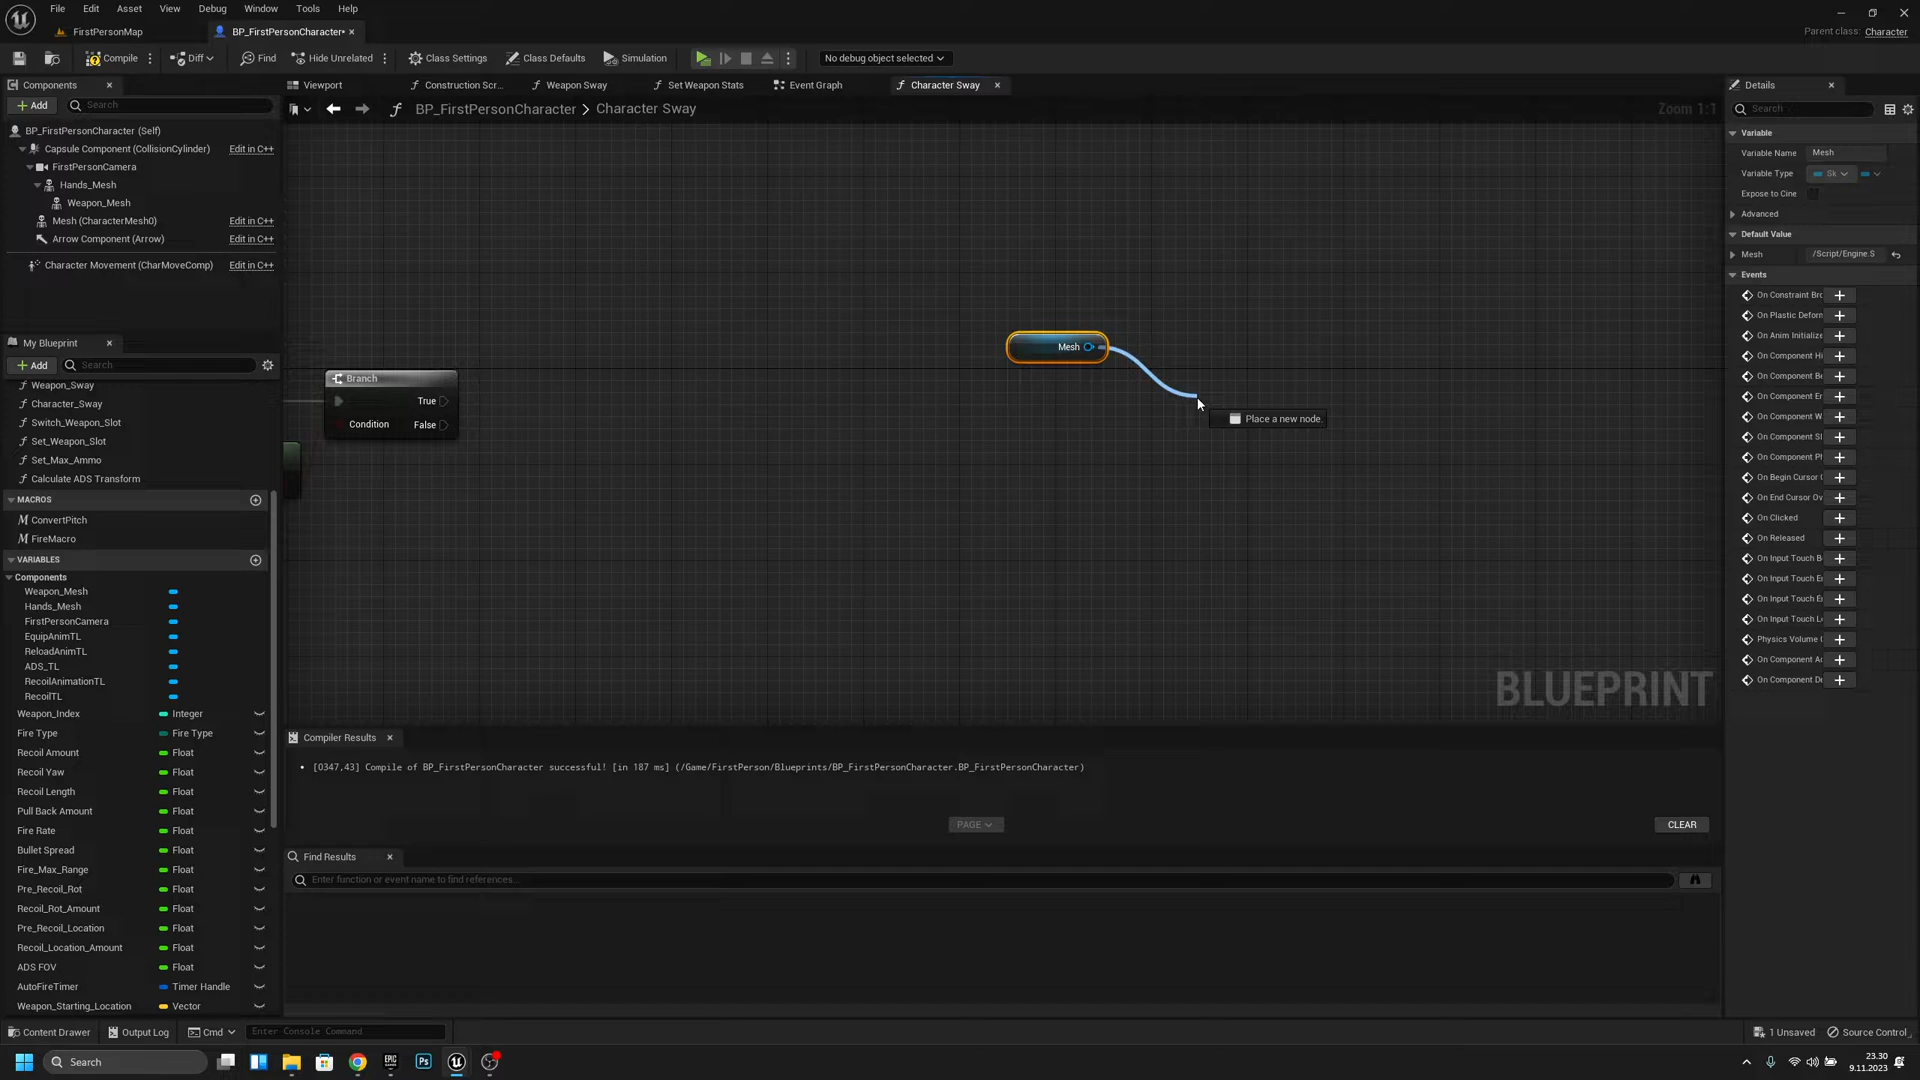 File Edit Asset View Debug Window Tools Help
FirstPersonMap
BP_FirstPersonCharacter•
Parent class: Character
Compile
Diff
Find
Hide Unrelated
Class Settings
Class Defaults
Simulation
No debug object selected
Components
Viewport
Construction Scr...
Weapon Sway
Set Weapon Stats
Event Graph
Character Sway
Details
Add
Search
BP_FirstPersonCharacter > Character Sway
Zoom 1:1
Search
BP_FirstPersonCharacter (Self)
Capsule Component (CollisionCylinder) Edit in C++
FirstPersonCamera
Hands_Mesh
Weapon_Mesh
Mesh (CharacterMesh0) Edit in C++
Arrow Component (Arrow) Edit in C++
Character Movement (CharMoveComp) Edit in C++
My Blueprint
Add
Search
Weapon_Sway
Character_Sway
Switch_Weapon_Slot
Set_Weapon_Slot
Set_Max_Ammo
Calculate ADS Transform
MACROS
ConvertPitch
FireMacro
VARIABLES
Components
Weapon_Mesh
Hands_Mesh
FirstPersonCamera
EquipAnimTL
ReloadAnimTL
ADS_TL
RecoilAnimationTL
RecoilTL
Weapon_Index Integer
Fire Type Fire Type
Recoil Amount Float
Recoil Yaw Float
Recoil Length Float
Pull Back Amount Float
Fire Rate Float
Bullet Spread Float
Fire_Max_Range Float
Pre_Recoil_Rot Float
Recoil_Rot_Amount Float
Pre_Recoil_Location Float
Recoil_Location_Amount Float
ADS FOV Float
AutoFireTimer Timer Handle
Weapon_Starting_Location Vector
Branch
True
Condition False
Mesh
Place a new node.
BLUEPRINT
Compiler Results
• [0347,43] Compile of BP_FirstPersonCharacter successful! [in 187 ms] (/Game/FirstPerson/Blueprints/BP_FirstPersonCharacter.BP_FirstPersonCharacter)
PAGE
CLEAR
Find Results
Enter function or event name to find references...
Variable
Variable Name Mesh
Variable Type Sk
Expose to Cine
Advanced
Default Value
Mesh /Script/Engine.S
Events
On Constraint Bro
On Plastic Deform
On Anim Initialize
On Component Hi
On Component Be
On Component En
On Component W
On Component Sl
On Component Ph
On Begin Cursor O
On End Cursor Ov
On Clicked
On Released
On Input Touch B
On Input Touch E
On Input Touch E
On Input Touch L
Physics Volume C
On Component Ac
On Component De
Content Drawer
Output Log
Cmd
Enter Console Command
1 Unsaved
Source Control
Search
EPIC
Ps
23.30
9.11.2023